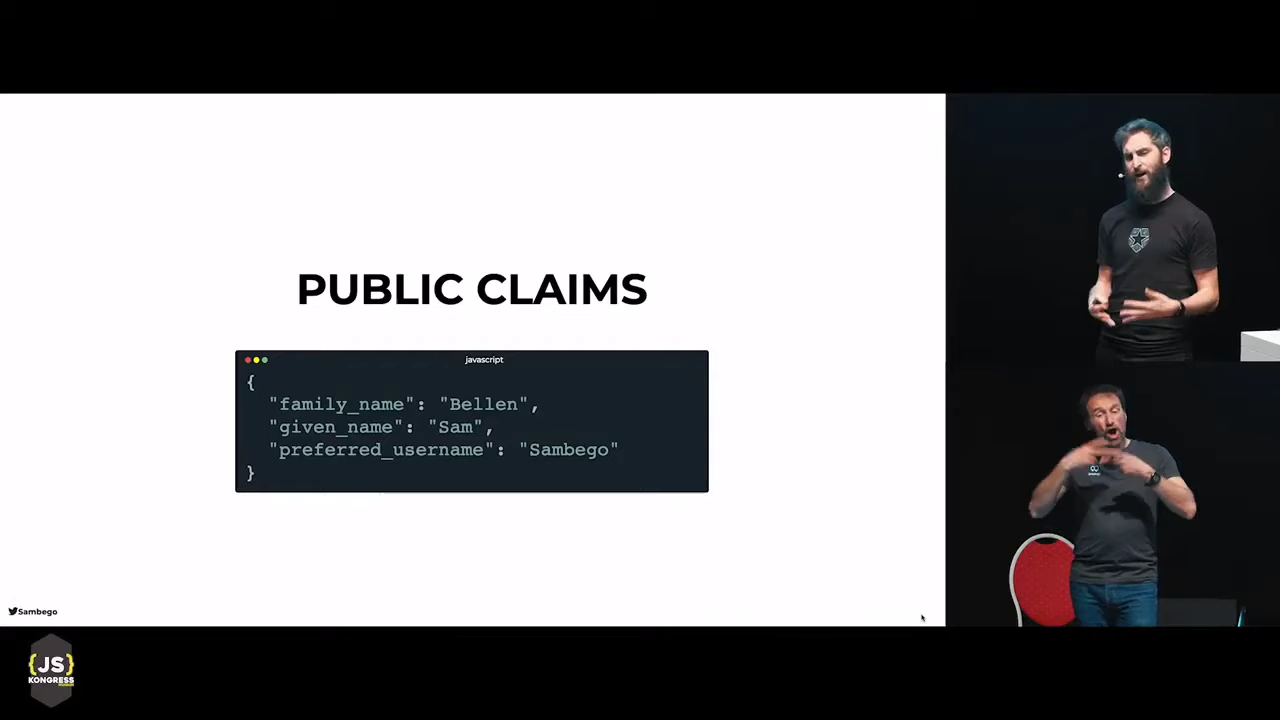 PUBLIC CLAIMS
javascript
{
"family_name": "Bellen",
"given_name": "Sam",
"preferred_username": "Sambego"
}
Sambego
{JS}
KONGRESS